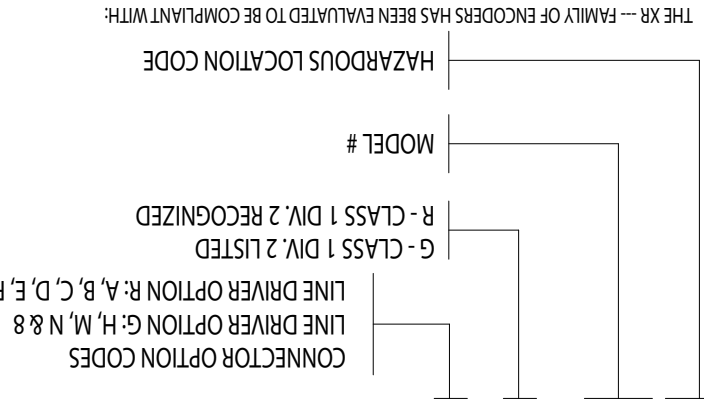 CONNECTOR OPTION CODES
LINE DRIVER OPTION G: H, M, N & 8
LINE DRIVER OPTION R: A, B, C, D, E,
G - CLASS 1 DIV. 2 LISTED
R - CLASS 1 DIV. 2 RECOGNIZED
MODEL #
HAZARDOUS LOCATION CODE
THE XR --- FAMILY OF ENCODERS HAS BEEN EVALUATED TO BE COMPLIANT WITH: